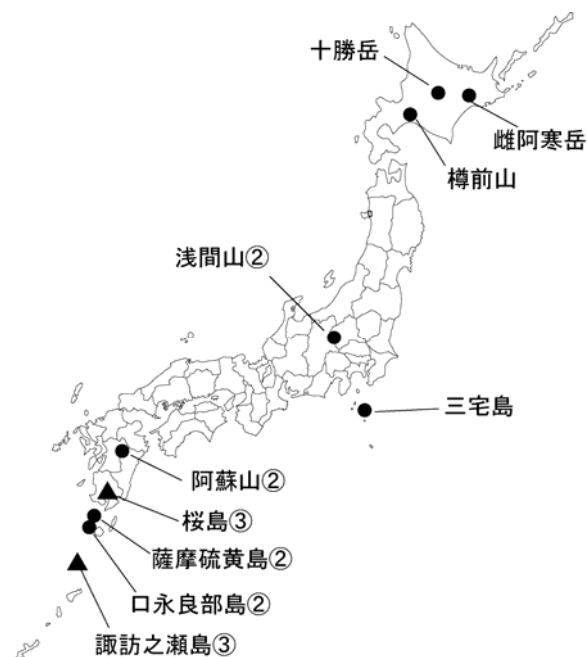 十勝岳
雌阿寒岳
樽前山
浅間山②
三宅島
阿蘇山②
桜島③
薩摩硫黄島②
口永良部島②
諏訪之瀬島③